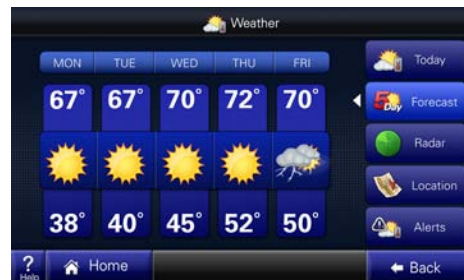 Weather
MON TUE WED THU FRI
67° 67° 70° 72° 70°
38° 40° 45° 52° 50°
Today
5 Day Forecast
Radar
Location
Alerts
? Help
Home
Back